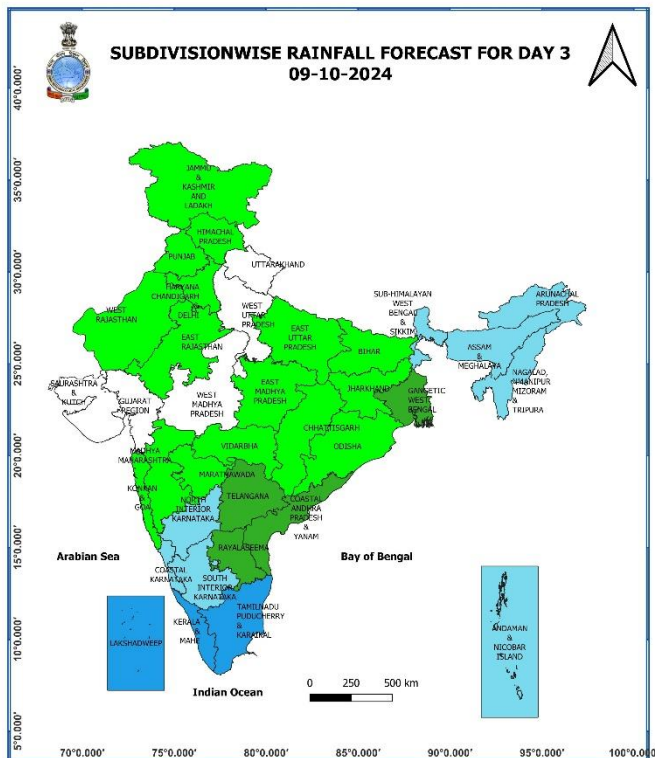 SUBDIVISIONWISE RAINFALL FORECAST FOR DAY 3
09-10-2024
40°0.000'
35°0.000'
30°0.000'
25°0.000'
20°0.000'
15°0.000'
10°0.000'
5°0.000'
JAMMU
&
KASHMIR
AND
LADAKH
HIMACHAL
PRADESH
PUNJAB
UTTARAKHAND
HARYANA
CHANDIGARH
&
DELHI
WEST
RAJASTHAN
EAST
RAJASTHAN
WEST
UTTAR
PRADESH
EAST
UTTAR
PRADESH
BIHAR
SUB-HIMALAYAN
WEST
BENGAL
&
SIKKIM
ARUNACHAL
PRADESH
ASSAM
&
MEGHALAYA
NAGALAD,
MANIPUR
MIZORAM
&
TRIPURA
SAURASHTRA
&
KUTCH
GUJARAT
REGION
WEST
MADHYA
PRADESH
EAST
MADHYA
PRADESH
JHARKHAND
GANGETIC
WEST
BENGAL
CHHATTISGARH
ODISHA
VIDARBHA
MADHYA
MAHARASHTRA
MARATHAWADA
KONKAN
&
GOA
TELANGANA
COASTAL
ANDHRA
PRADESH
&
YANAM
NORTH
INTERIOR
KARNATAKA
RAYALASEEMA
Arabian Sea
Bay of Bengal
COASTAL
KARNATAKA
SOUTH
INTERIOR
KARNATAKA
TAMILNADU
PUDUCHERRY
&
KARAIKAL
KERALA
&
MAHE
LAKSHADWEEP
ANDAMAN
&
NICOBAR
ISLAND
Indian Ocean
0 250 500 km
70°0.000' 75°0.000' 80°0.000' 85°0.000' 90°0.000' 95°0.000' 100°0.000'